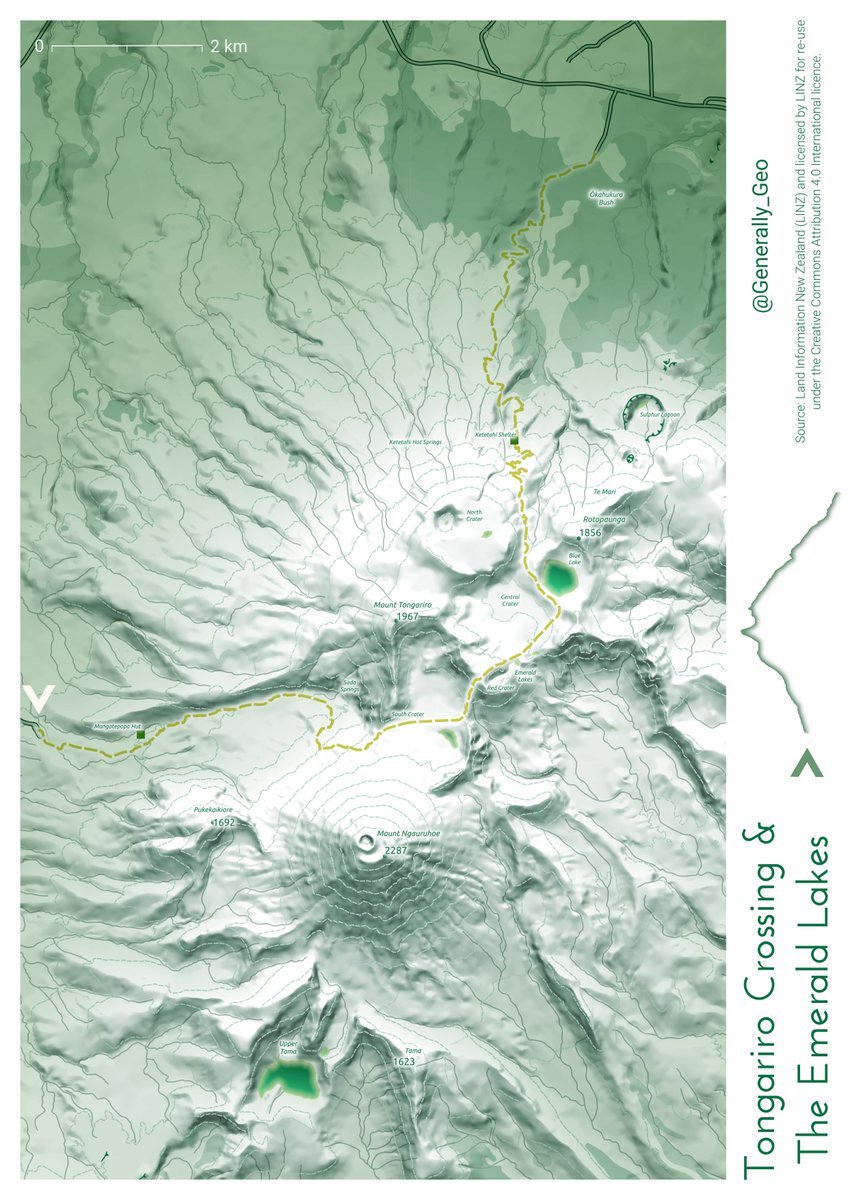 0 2 km
Ōkahukura
Bush
Sulphur Lagoon
Ketetahi Hot Springs
Ketetahi Shelter
Te Mari
North
Crater
Rotopaunga
1856
Blue
Lake
Central
Crater
Mount Tongariro
1967
Emerald
Lakes
Red Crater
Soda
Springs
South Crater
Mangatepopo Hut
Pukekaikiore
1692
Mount Ngauruhoe
2287
Upper
Tama
Tama
1623
Tongariro Crossing &
The Emerald Lakes
@Generally_Geo
Source: Land Information New Zealand (LINZ) and licensed by LINZ for re-use
under the Creative Commons Attribution 4.0 International licence.